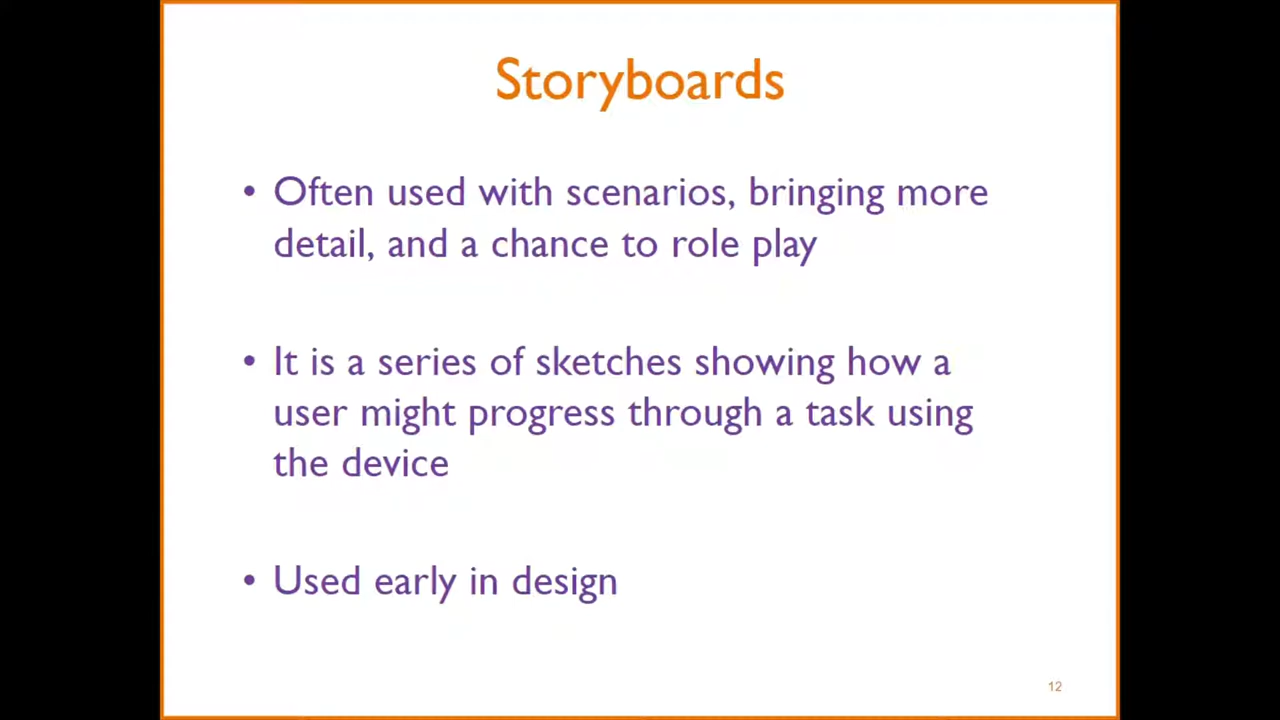 Storyboards
• Often used with scenarios, bringing more
detail, and a chance to role play
• It is a series of sketches showing how a
user might progress through a task using
the device
• Used early in design
12